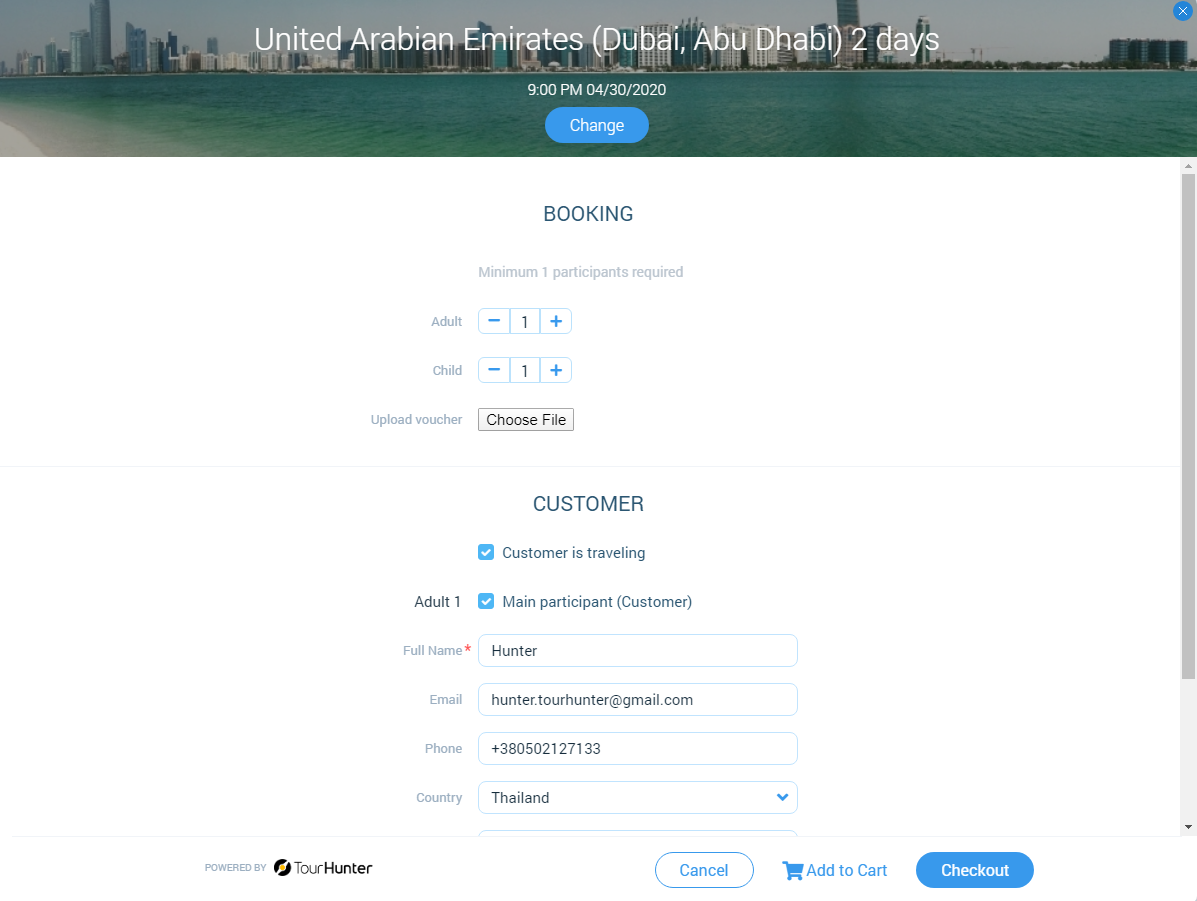 United Arabian Emirates (Dubai, Abu Dhabi) 2 days
9:00 PM 04/30/2020
Change
BOOKING
Minimum 1 participants required
Adult 1
Child 1
Upload voucher Choose File
CUSTOMER
Customer is traveling
Adult 1 Main participant (Customer)
Full Name* Hunter
Email hunter.tourhunter@gmail.com
Phone +380502127133
Country Thailand
POWERED BY TourHunter Cancel Add to Cart Checkout